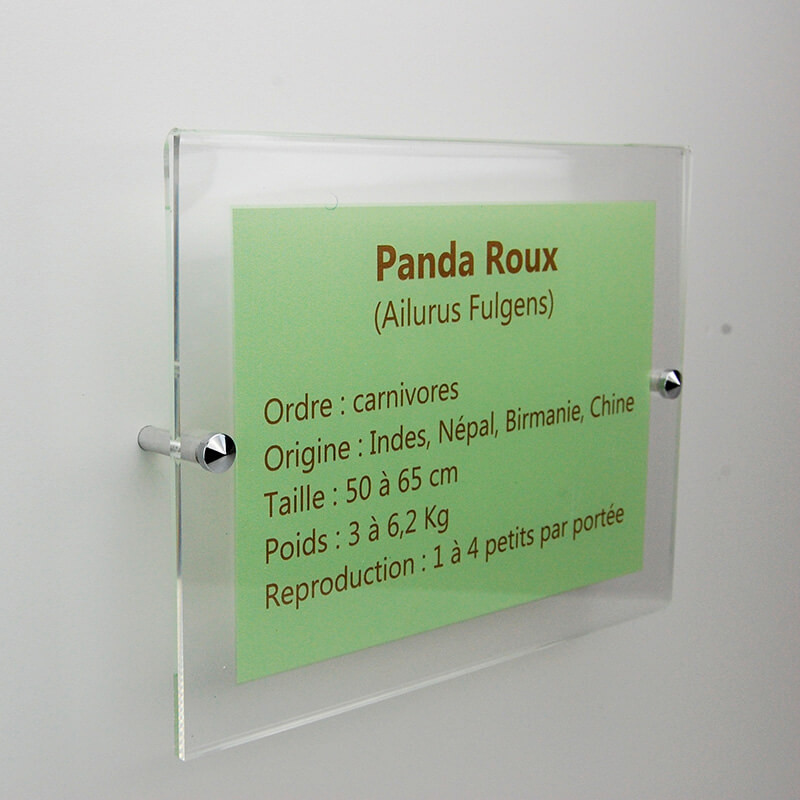 Panda Roux
(Ailurus Fulgens)
Ordre : carnivores
Origine : Indes, Népal, Birmanie, Chine
Taille : 50 à 65 cm
Poids : 3 à 6,2 Kg
Reproduction : 1 à 4 petits par portée